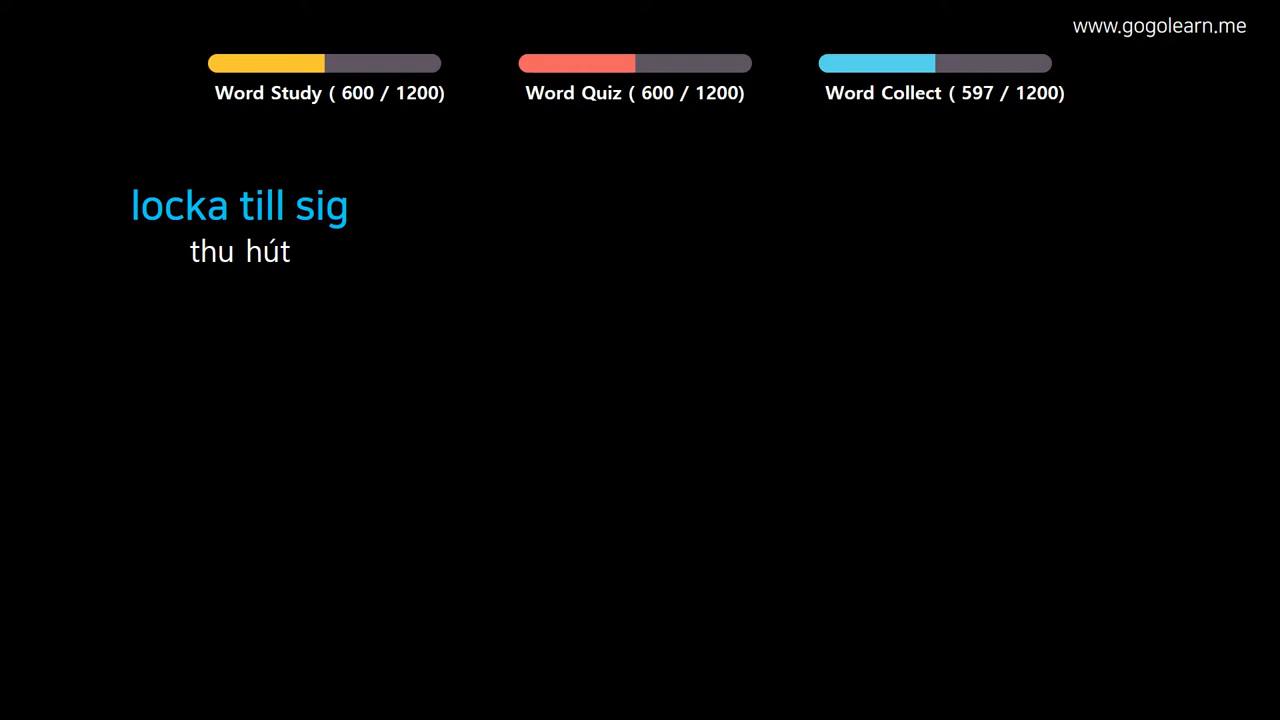 www.gogolearn.me
Word Study ( 600 / 1200)
Word Quiz ( 600 / 1200)
Word Collect ( 597 / 1200)
locka till sig
thu hút